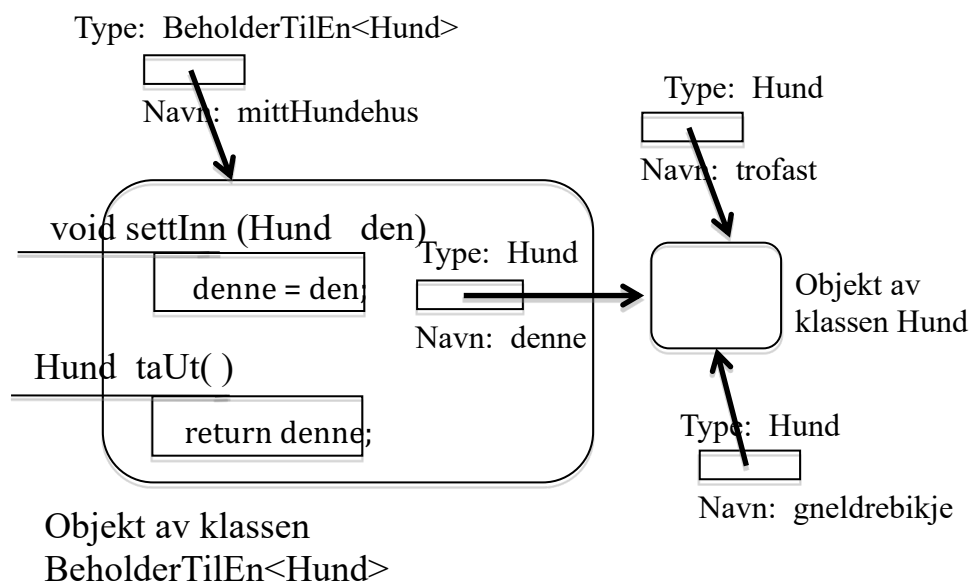 Type: BeholderTilEn<Hund>
Navn: mittHundehus
Type: Hund
Navn: trofast
void settInn (Hund den)
denne = den;
Type: Hund
Navn: denne
Objekt av
klassen Hund
Hund taUt( )
return denne;
Type: Hund
Navn: gneldrebikje
Objekt av klassen
BeholderTilEn<Hund>